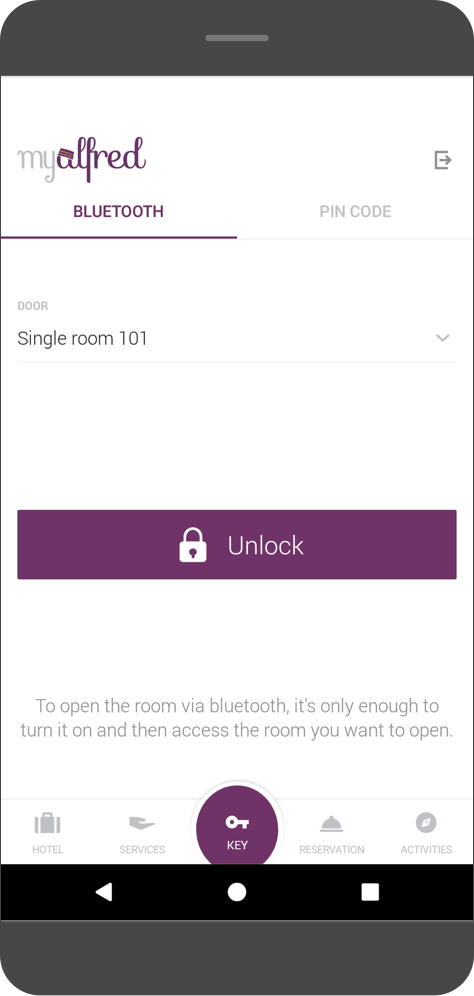 myalfred
BLUETOOTH PIN CODE
DOOR
Single room 101
Unlock
To open the room via bluetooth, it's only enough to
turn it on and then access the room you want to open.
HOTEL SERVICES KEY RESERVATION ACTIVITIES